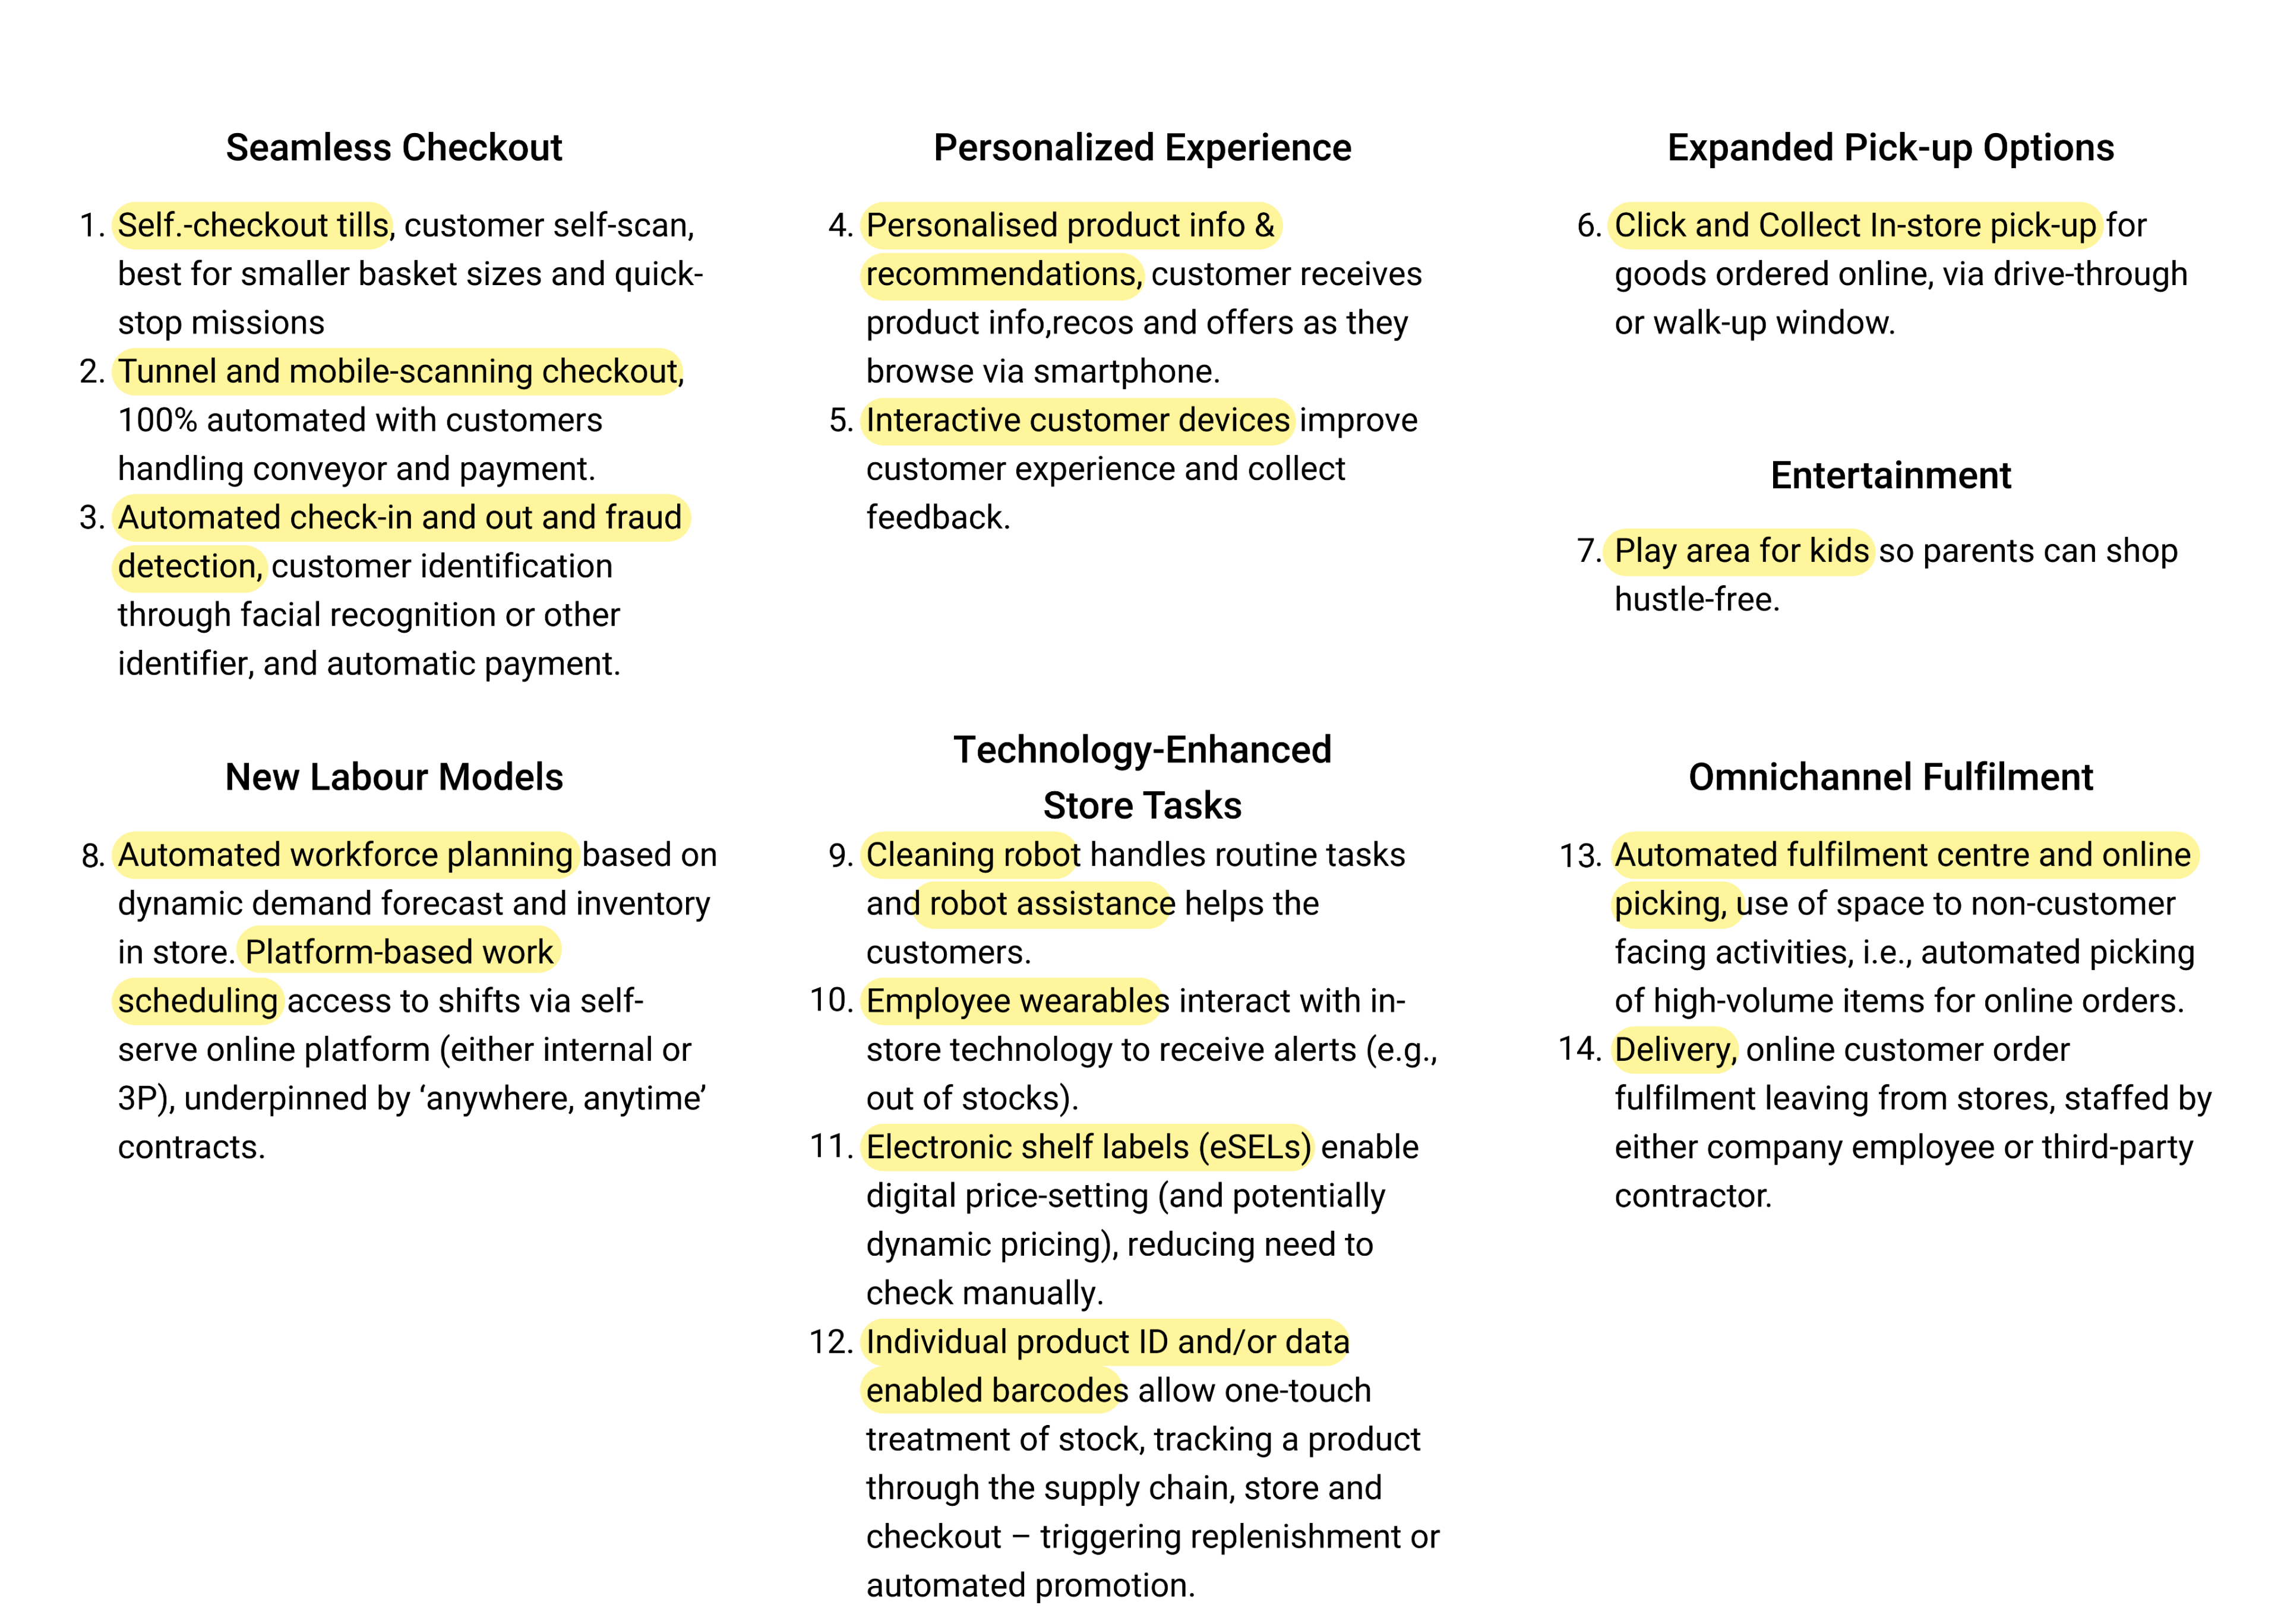 Seamless Checkout
1. Self.-checkout tills, customer self-scan,
best for smaller basket sizes and quick-
stop missions
2. Tunnel and mobile-scanning checkout,
100% automated with customers
handling conveyor and payment.
3. Automated check-in and out and fraud
detection, customer identification
through facial recognition or other
identifier, and automatic payment.
Personalized Experience
4. Personalised product info &
recommendations, customer receives
product info,recos and offers as they
browse via smartphone.
5. Interactive customer devices improve
customer experience and collect
feedback.
Expanded Pick-up Options
6. Click and Collect In-store pick-up for
goods ordered online, via drive-through
or walk-up window.
Entertainment
7. Play area for kids so parents can shop
hustle-free.
New Labour Models
8. Automated workforce planning based on
dynamic demand forecast and inventory
in store. Platform-based work
scheduling access to shifts via self-
serve online platform (either internal or
3P), underpinned by ‘anywhere, anytime’
contracts.
Technology-Enhanced
Store Tasks
9. Cleaning robot handles routine tasks
and robot assistance helps the
customers.
10. Employee wearables interact with in-
store technology to receive alerts (e.g.,
out of stocks).
11. Electronic shelf labels (eSELs) enable
digital price-setting (and potentially
dynamic pricing), reducing need to
check manually.
12. Individual product ID and/or data
enabled barcodes allow one-touch
treatment of stock, tracking a product
through the supply chain, store and
checkout – triggering replenishment or
automated promotion.
Omnichannel Fulfilment
13. Automated fulfilment centre and online
picking, use of space to non-customer
facing activities, i.e., automated picking
of high-volume items for online orders.
14. Delivery, online customer order
fulfilment leaving from stores, staffed by
either company employee or third-party
contractor.